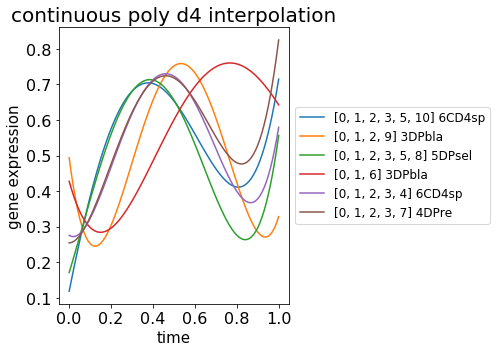 continuous poly d4 interpolation
gene expression
0.8
0.7
0.6
0.5
0.4
0.3
0.2
0.1
0.0 0.2 0.4 0.6 0.8 1.0
time
[0, 1, 2, 3, 5, 10] 6CD4sp
[0, 1, 2, 9] 3DPbla
[0, 1, 2, 3, 5, 8] 5DPsel
[0, 1, 6] 3DPbla
[0, 1, 2, 3, 4] 6CD4sp
[0, 1, 2, 3, 7] 4DPre